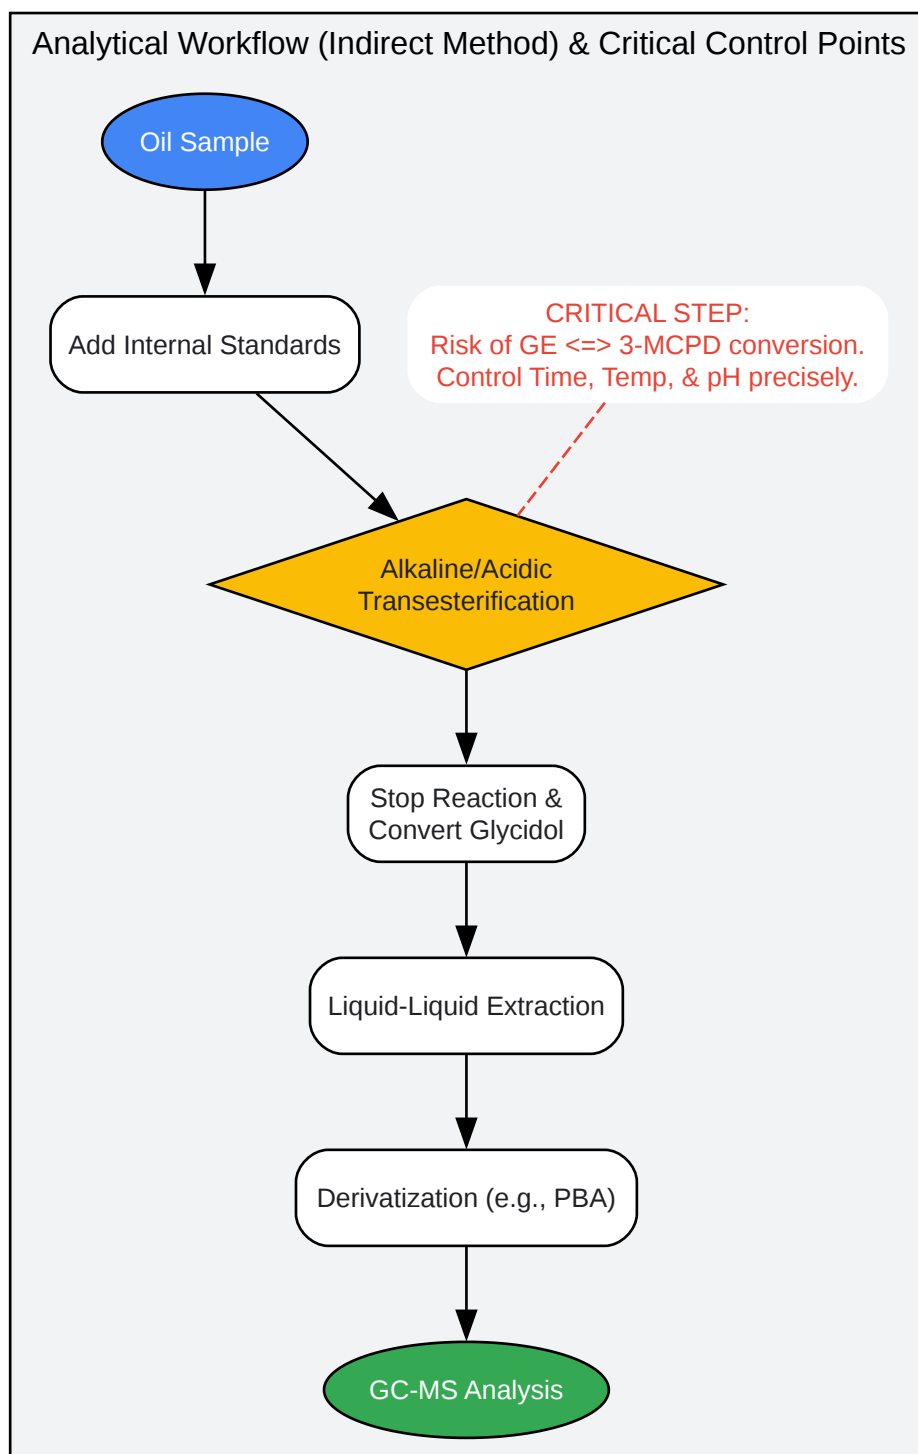 Analytical Workflow (Indirect Method) & Critical Control Points
Oil Sample
Add Internal Standards
CRITICAL STEP:
Risk of GE <=> 3-MCPD conversion.
Control Time, Temp, & pH precisely.
Alkaline/Acidic
Transesterification
Stop Reaction &
Convert Glycidol
Liquid-Liquid Extraction
Derivatization (e.g., PBA)
GC-MS Analysis